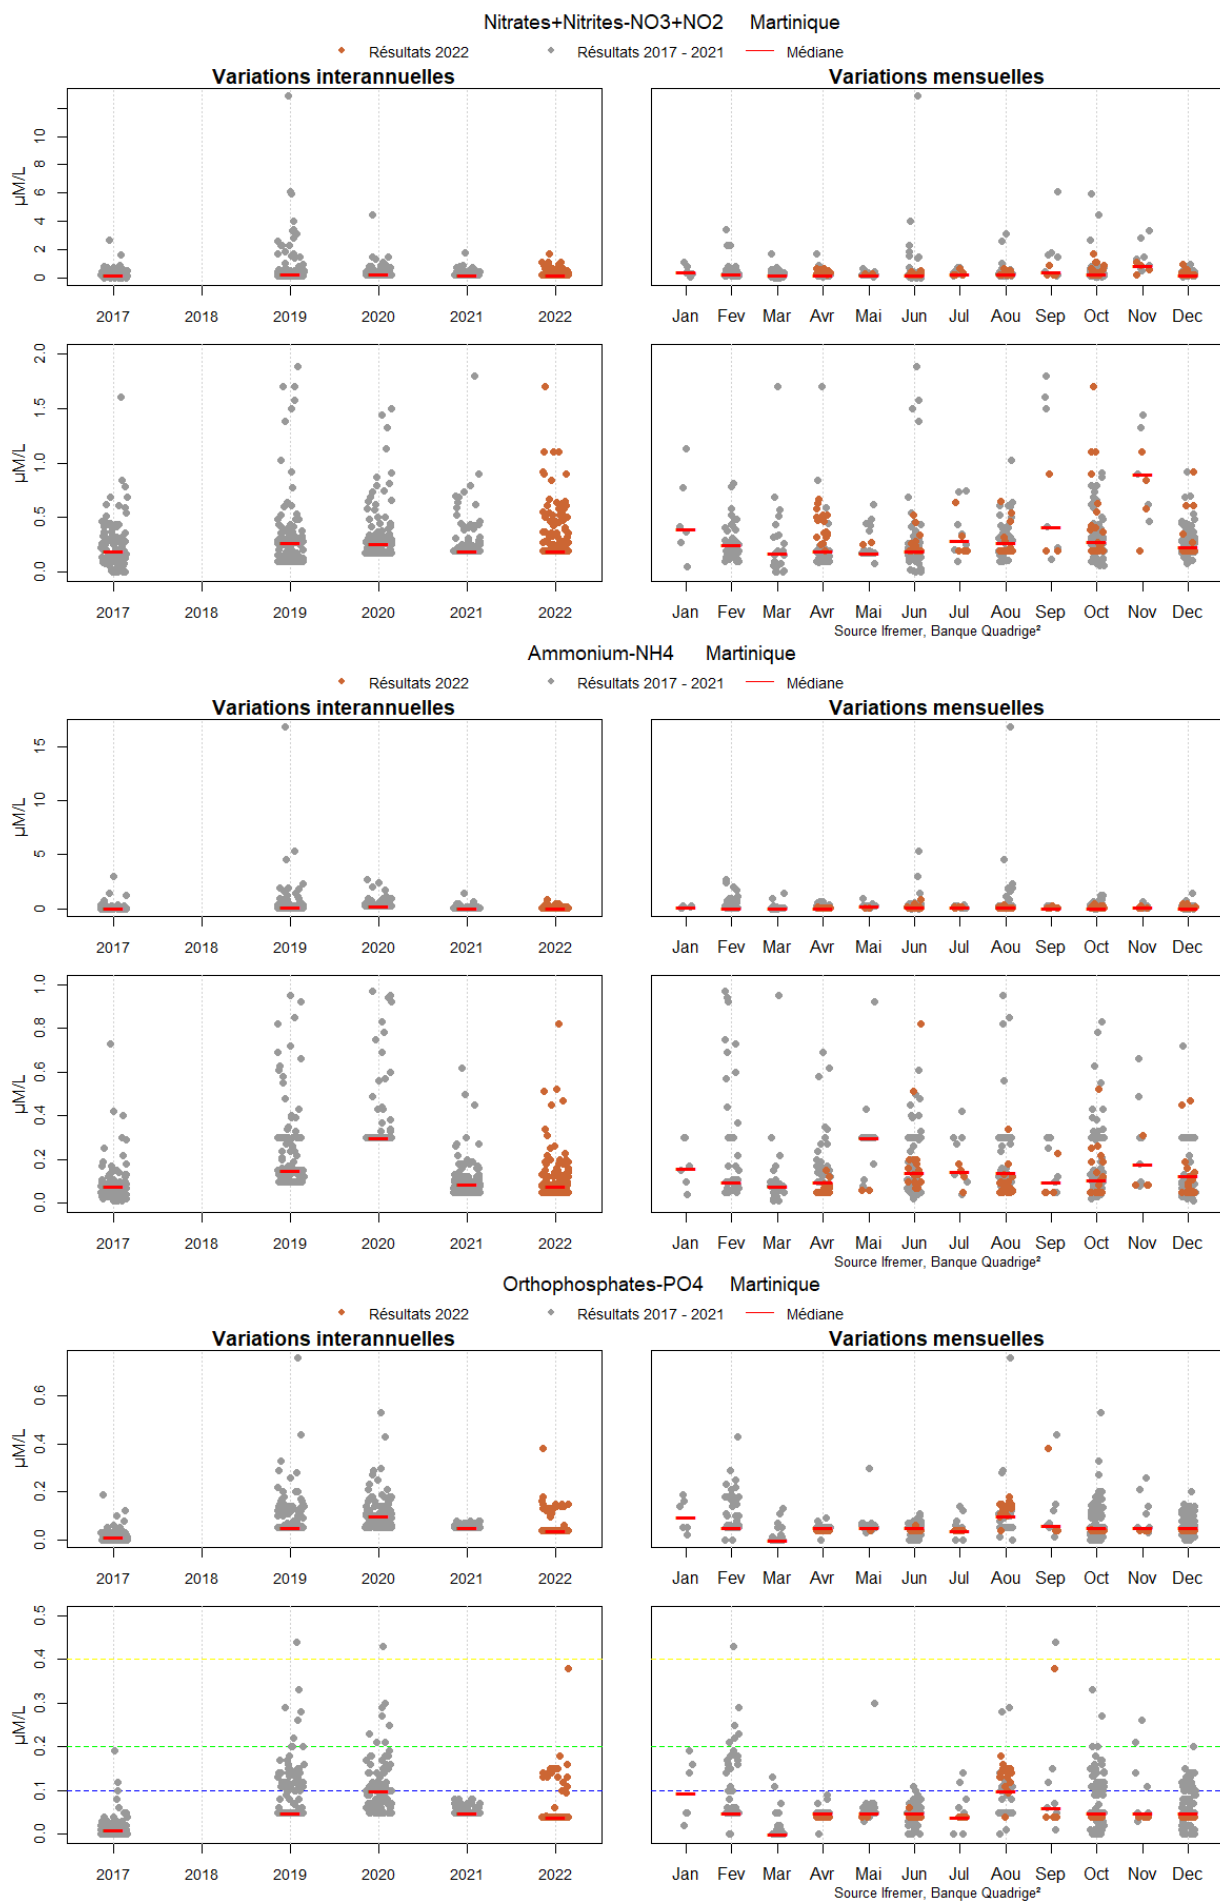 Nitrates+Nitrites-NO3+NO2 Martinique
Résultats 2022 Résultats 2017 - 2021 Médiane
Variations interannuelles Variations mensuelles
µM/L
10
8
6
4
2
0
2017 2018 2019 2020 2021 2022
Jan Fev Mar Avr Mai Jun Jul Aou Sep Oct Nov Dec
µM/L
2.0
1.5
1.0
0.5
0.0
2017 2018 2019 2020 2021 2022
Jan Fev Mar Avr Mai Jun Jul Aou Sep Oct Nov Dec
Source Ifremer, Banque Quadrige²
Ammonium-NH4 Martinique
Résultats 2022 Résultats 2017 - 2021 Médiane
Variations interannuelles Variations mensuelles
µM/L
15
10
5
0
2017 2018 2019 2020 2021 2022
Jan Fev Mar Avr Mai Jun Jul Aou Sep Oct Nov Dec
µM/L
1.0
0.8
0.6
0.4
0.2
0.0
2017 2018 2019 2020 2021 2022
Jan Fev Mar Avr Mai Jun Jul Aou Sep Oct Nov Dec
Source Ifremer, Banque Quadrige²
Orthophosphates-PO4 Martinique
Résultats 2022 Résultats 2017 - 2021 Médiane
Variations interannuelles Variations mensuelles
µM/L
0.6
0.4
0.2
0.0
2017 2018 2019 2020 2021 2022
Jan Fev Mar Avr Mai Jun Jul Aou Sep Oct Nov Dec
µM/L
0.5
0.4
0.3
0.2
0.1
0.0
2017 2018 2019 2020 2021 2022
Jan Fev Mar Avr Mai Jun Jul Aou Sep Oct Nov Dec
Source Ifremer, Banque Quadrige²